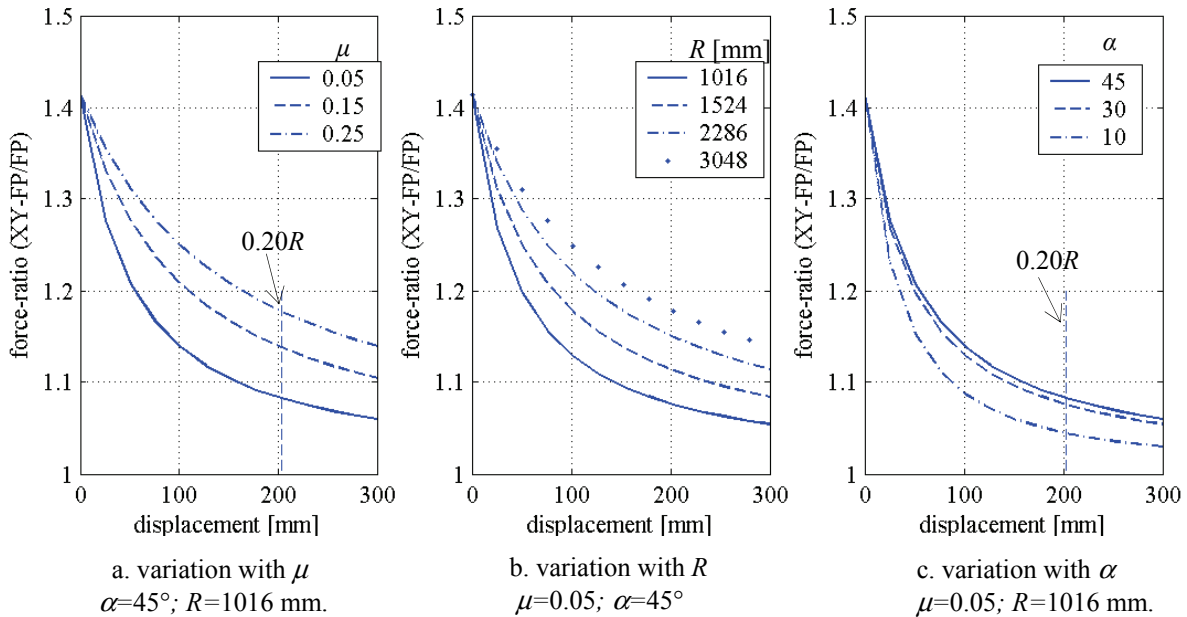 force-ratio (XY-FP/FP)
1.5
1.4
1.3
1.2
1.1
1
0
100
200
300
displacement [mm]
μ
0.05
0.15
0.25
0.20R
a. variation with μ
α=45°; R=1016 mm.
force-ratio (XY-FP/FP)
1.5
1.4
1.3
1.2
1.1
1
0
100
200
300
displacement [mm]
R [mm]
1016
1524
2286
3048
b. variation with R
μ=0.05; α=45°
force-ratio (XY-FP/FP)
1.5
1.4
1.3
1.2
1.1
1
0
100
200
300
displacement [mm]
α
45
30
10
0.20R
c. variation with α
μ=0.05; R=1016 mm.